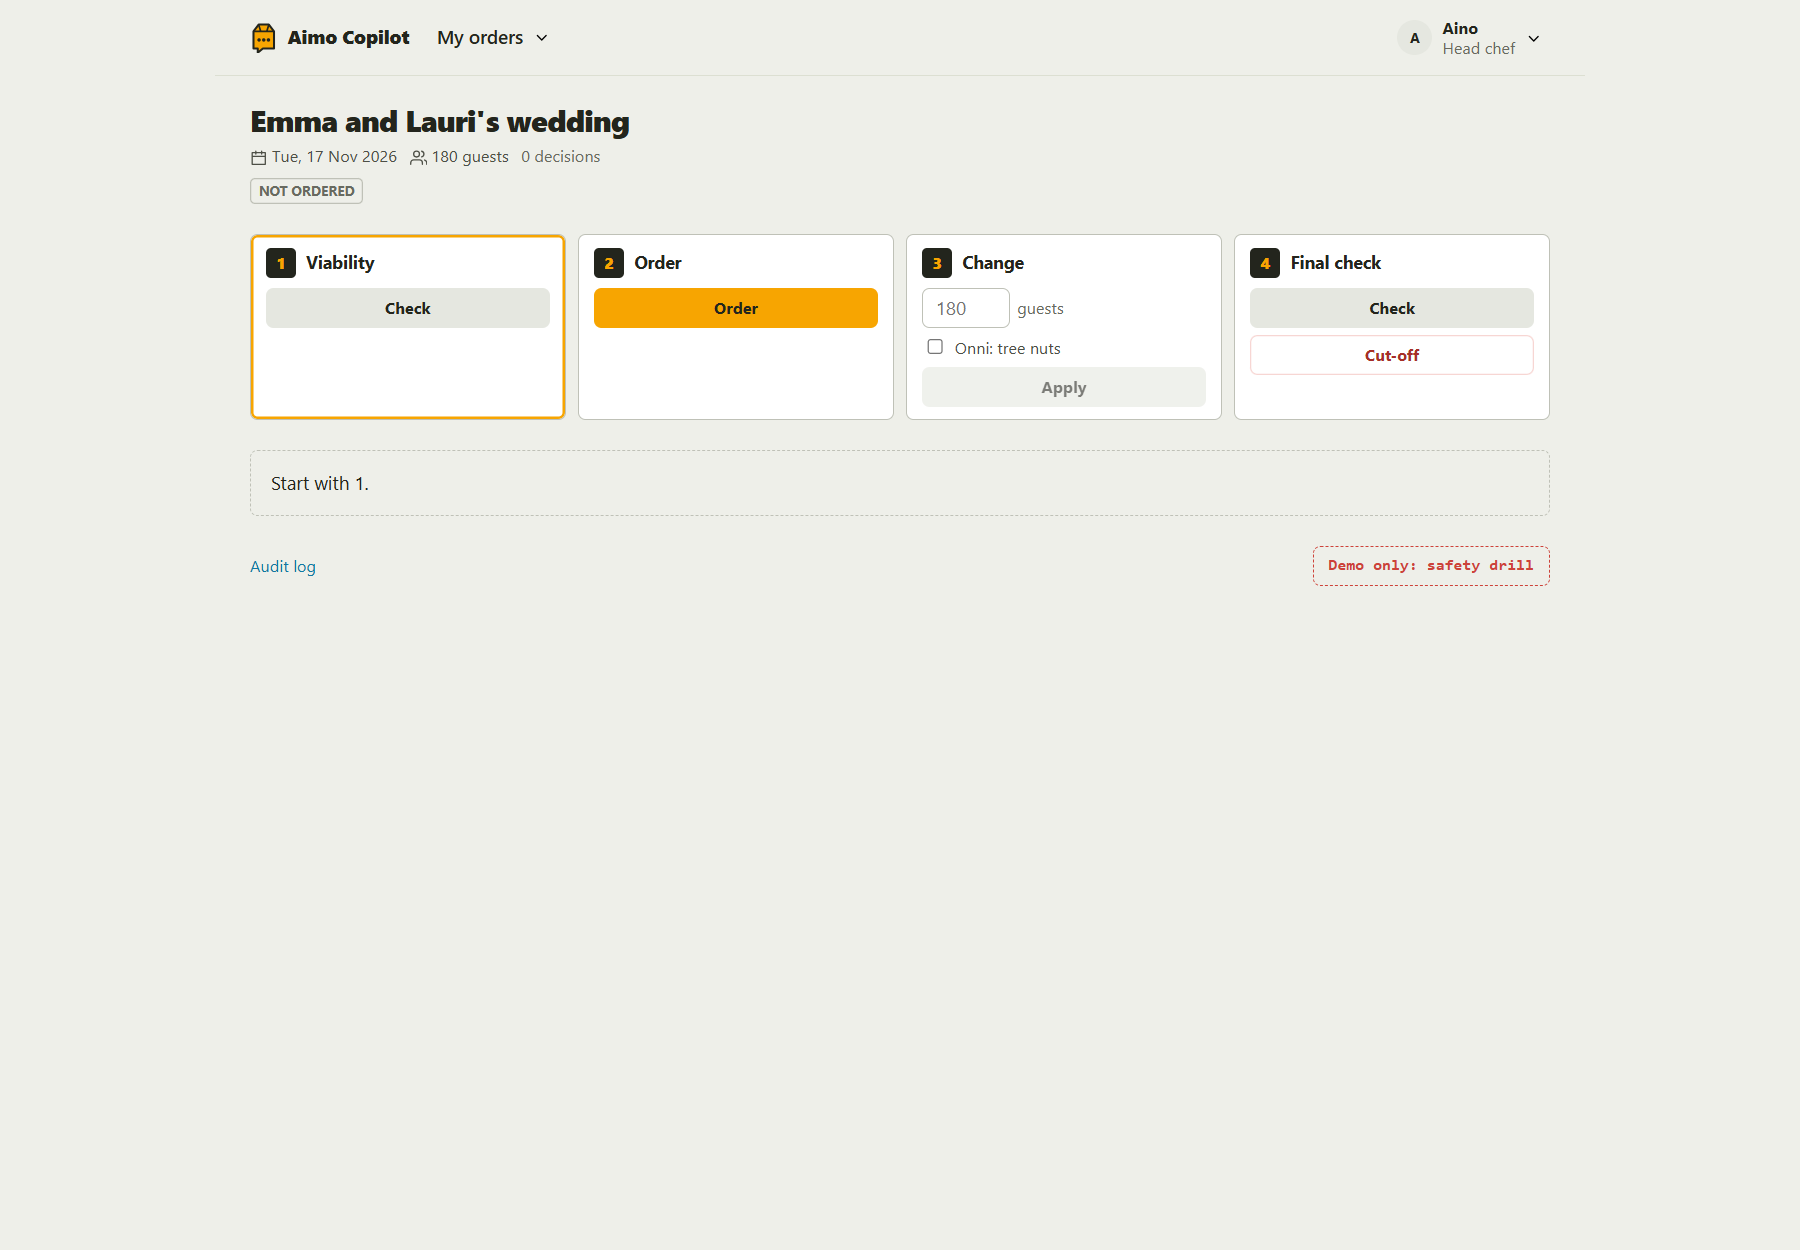 Aimo Copilot My orders
A Aino
Head chef
Emma and Lauri's wedding
Tue, 17 Nov 2026 180 guests 0 decisions
NOT ORDERED
1 Viability
Check
2 Order
Order
3 Change
180 guests
Onni: tree nuts
Apply
4 Final check
Check
Cut-off
Start with 1.
Audit log
Demo only: safety drill